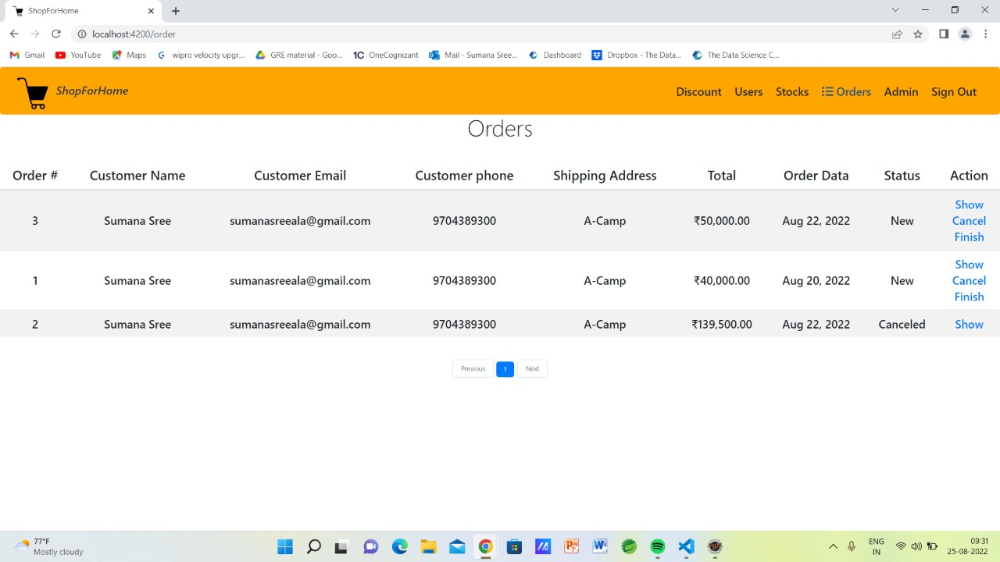 ShopForHome
localhost:4200/order
Gmail YouTube Maps wipro velocity upgr... GRE material - Goo... 1C OneCognizant Mail - Sumana Sree... Dashboard Dropbox - The Data... The Data Science C...
ShopForHome Discount Users Stocks Orders Admin Sign Out
Orders
Order # Customer Name Customer Email Customer phone Shipping Address Total Order Data Status Action
3 Sumana Sree sumanasreeala@gmail.com 9704389300 A-Camp ₹50,000.00 Aug 22, 2022 New Show
Cancel
Finish
1 Sumana Sree sumanasreeala@gmail.com 9704389300 A-Camp ₹40,000.00 Aug 20, 2022 New Show
Cancel
Finish
2 Sumana Sree sumanasreeala@gmail.com 9704389300 A-Camp ₹139,500.00 Aug 22, 2022 Canceled Show
Previous 1 Next
77°F
Mostly cloudy
ENG
IN
09:31
25-08-2022